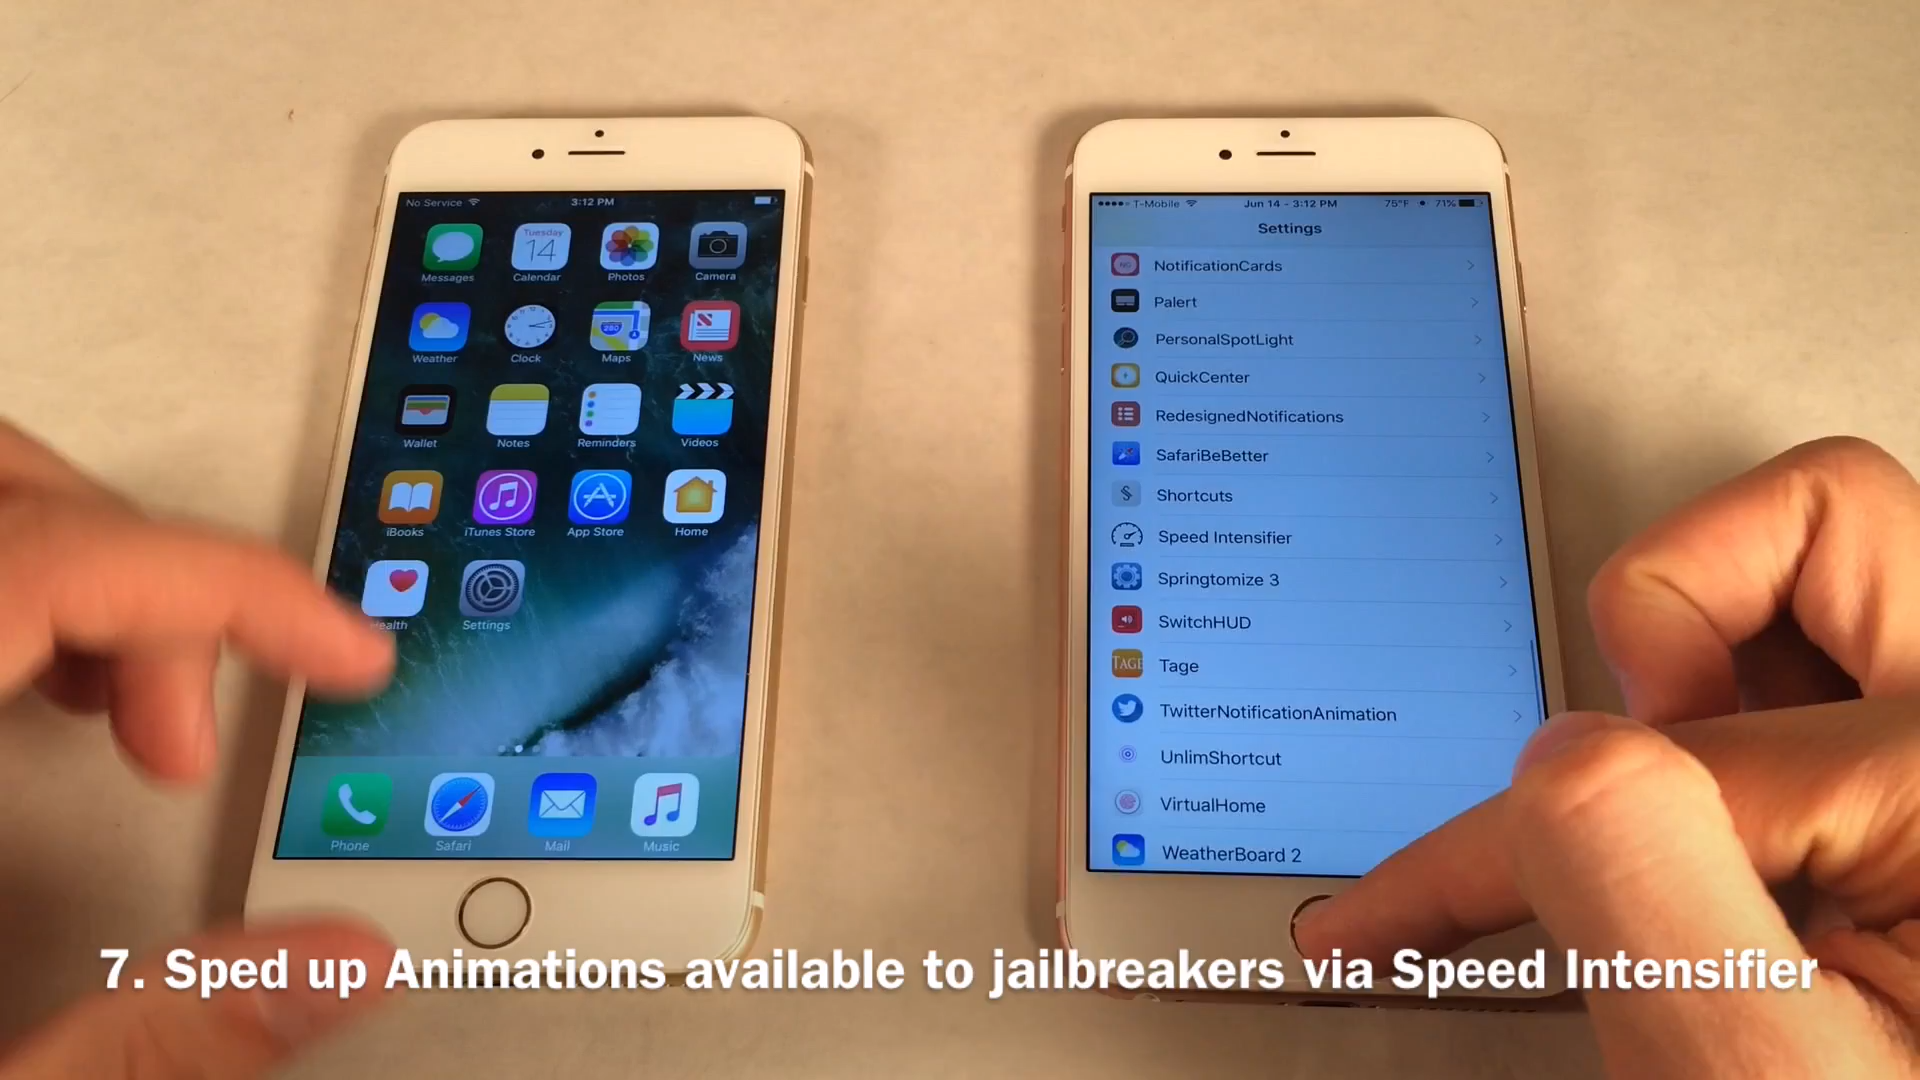 No Service
3:12 PM
Tuesday
14
Messages
Calendar
Photos
Camera
280
Weather
Clock
Maps
News
Wallet
Notes
Reminders
Videos
iBooks
iTunes Store
App Store
Home
ealth
Settings
Phone
Safari
Mail
Music
T-Mobile
Jun 14 - 3:12 PM
75°F
71%
Settings
NotificationCards
Palert
PersonalSpotLight
QuickCenter
RedesignedNotifications
SafariBeBetter
Shortcuts
Speed Intensifier
Springtomize 3
SwitchHUD
TAGE
Tage
TwitterNotificationAnimation
UnlimShortcut
VirtualHome
WeatherBoard 2
7. Sped up Animations available to jailbreakers via Speed Intensifier